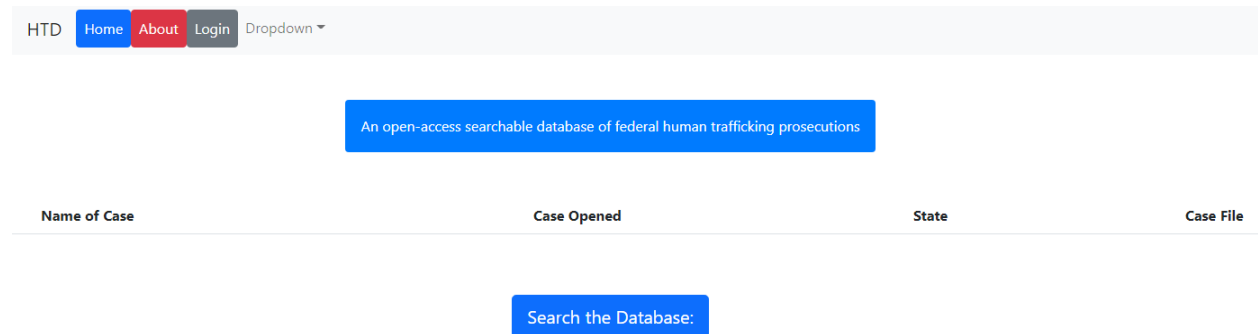 HTD Home About Login Dropdown
An open-access searchable database of federal human trafficking prosecutions
Name of Case Case Opened State Case File
Search the Database: